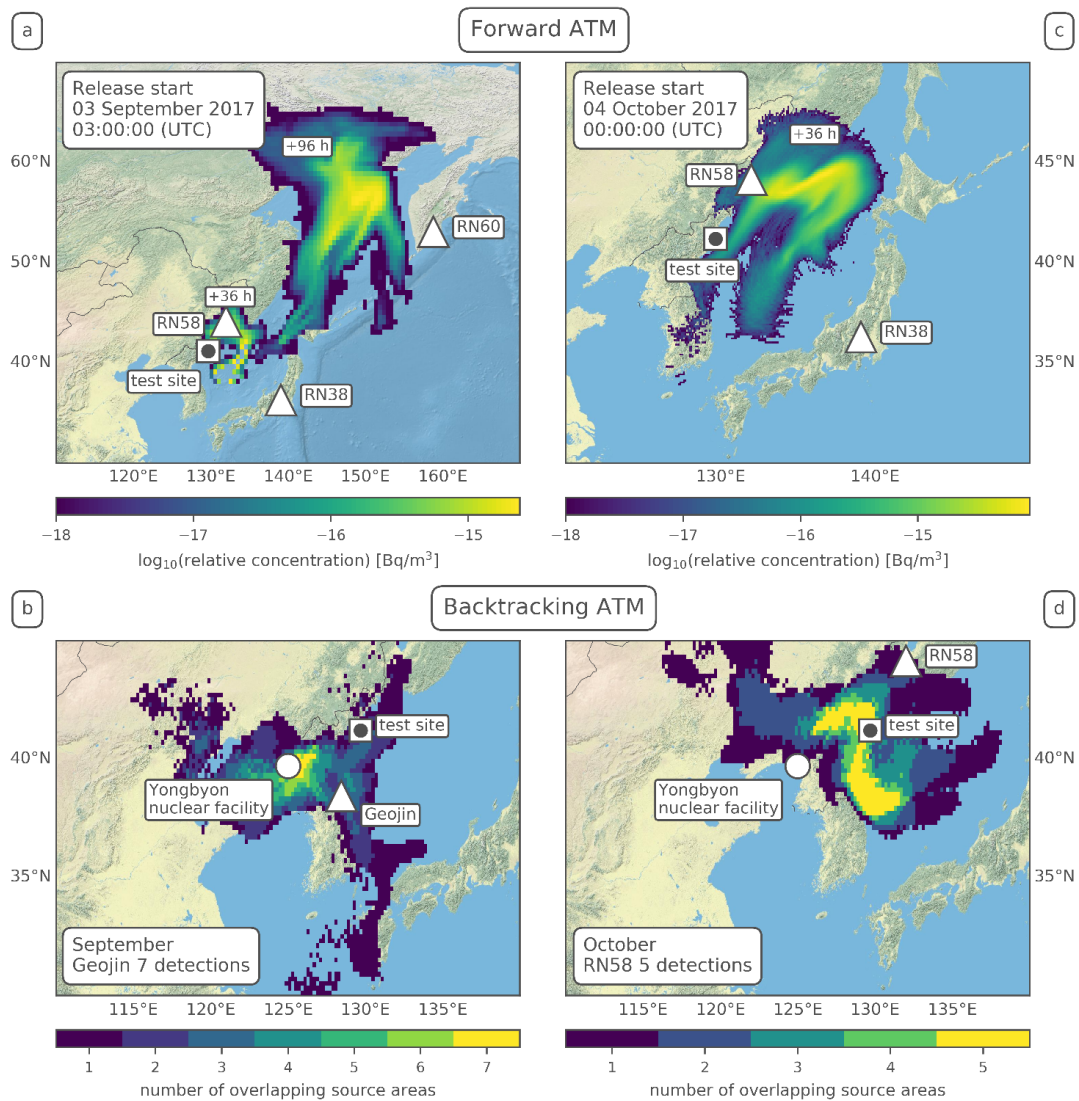 a
Forward ATM
c
Release start
03 September 2017
03:00:00 (UTC)
+96 h
RN60
+36 h
RN58
test site
RN38
60°N
50°N
40°N
120°E 130°E 140°E 150°E 160°E
−18 −17 −16 −15
log₁₀(relative concentration) [Bq/m³]
Release start
04 October 2017
00:00:00 (UTC)
+36 h
RN58
test site
RN38
45°N
40°N
35°N
130°E 140°E
−18 −17 −16 −15
log₁₀(relative concentration) [Bq/m³]
b
Backtracking ATM
d
test site
Yongbyon
nuclear facility
Geojin
September
Geojin 7 detections
40°N
35°N
115°E 120°E 125°E 130°E 135°E
1 2 3 4 5 6 7
number of overlapping source areas
RN58
test site
Yongbyon
nuclear facility
October
RN58 5 detections
40°N
35°N
115°E 120°E 125°E 130°E 135°E
1 2 3 4 5
number of overlapping source areas